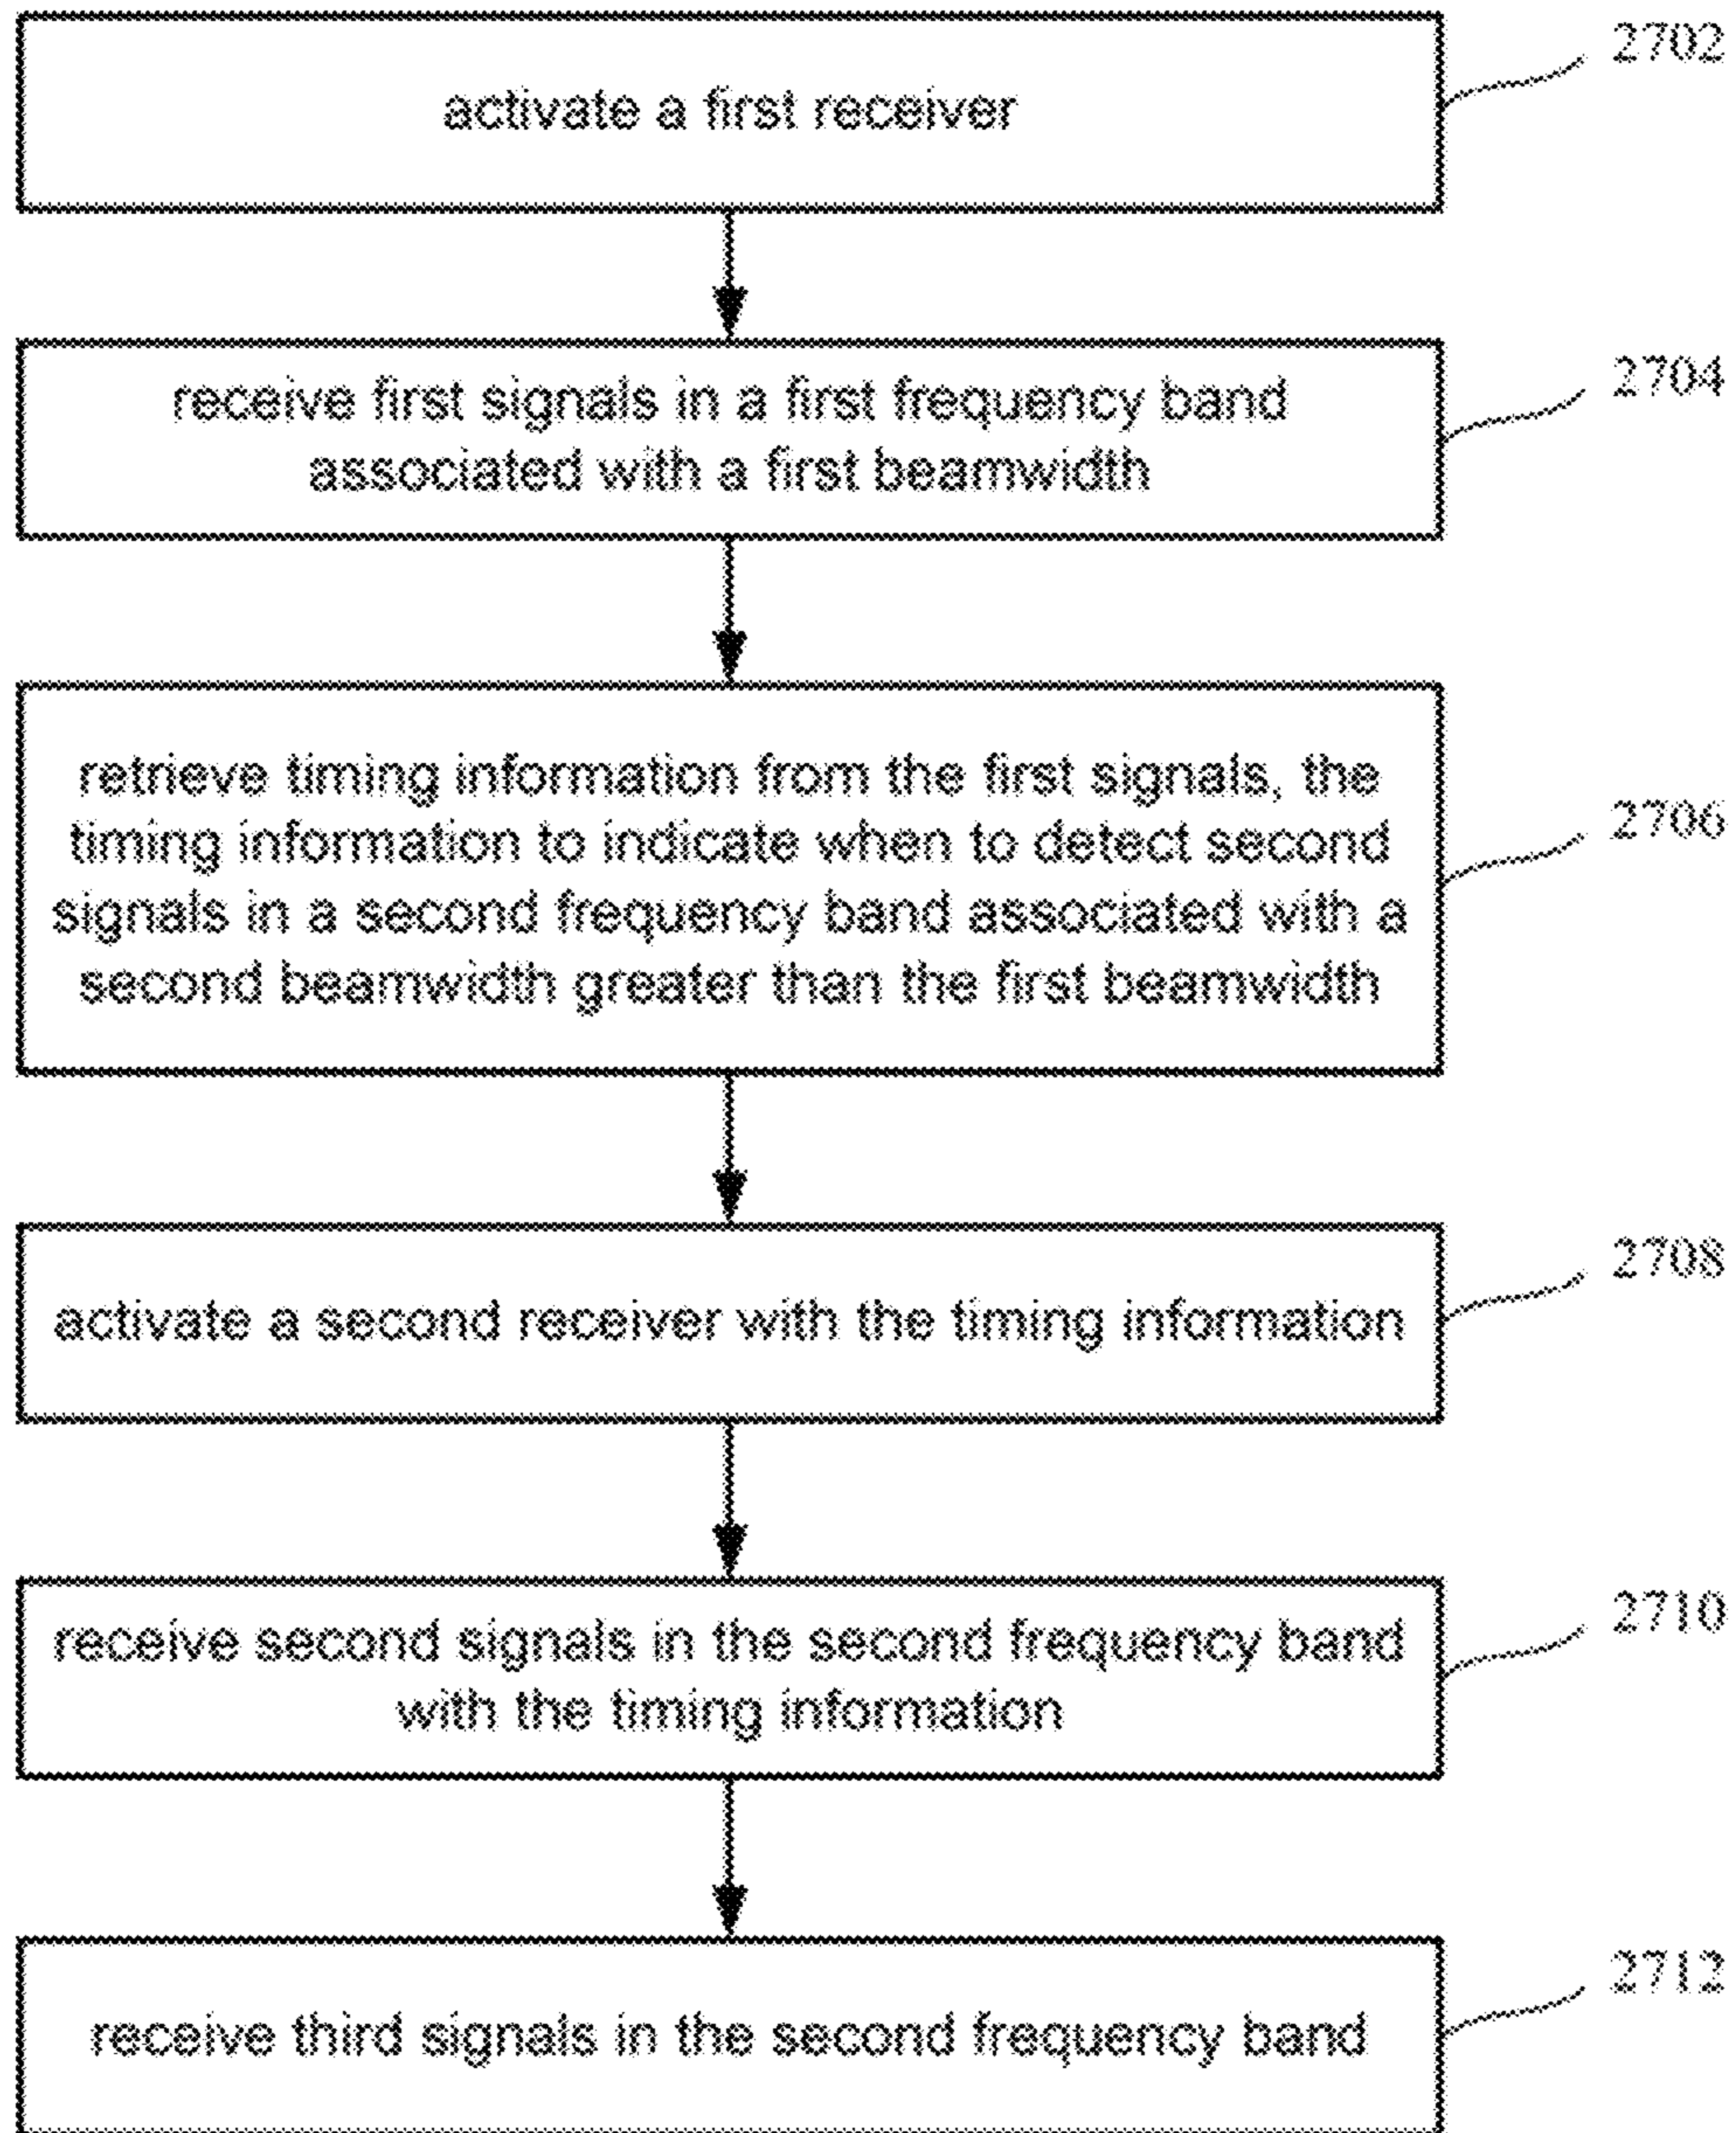 activate a first receiver
2702
receive first signals in a first frequency band
associated with a first beamwidth
2704
retrieve timing information from the first signals, the
timing information to indicate when to detect second
signals in a second frequency band associated with a
second beamwidth greater than the first beamwidth
2706
activate a second receiver with the timing information
2708
receive second signals in the second frequency band
with the timing information
2710
receive third signals in the second frequency band
2712